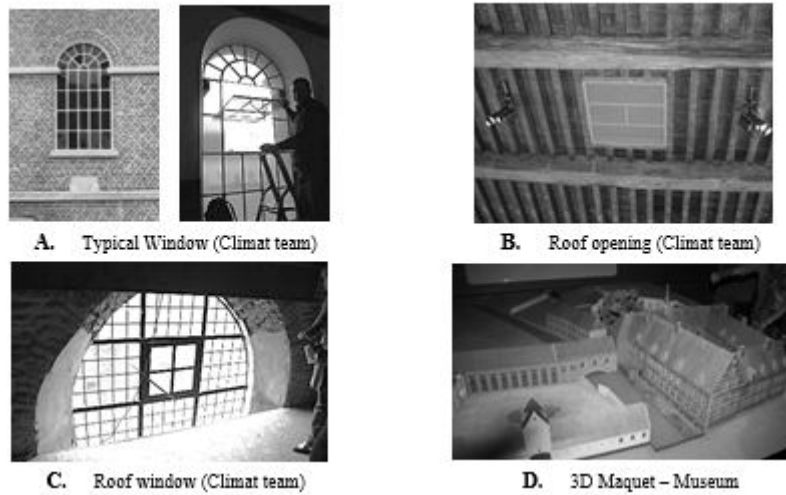 A. Typical Window (Climat team)
B. Roof opening (Climat team)
C. Roof window (Climat team)
D. 3D Maquet – Museum